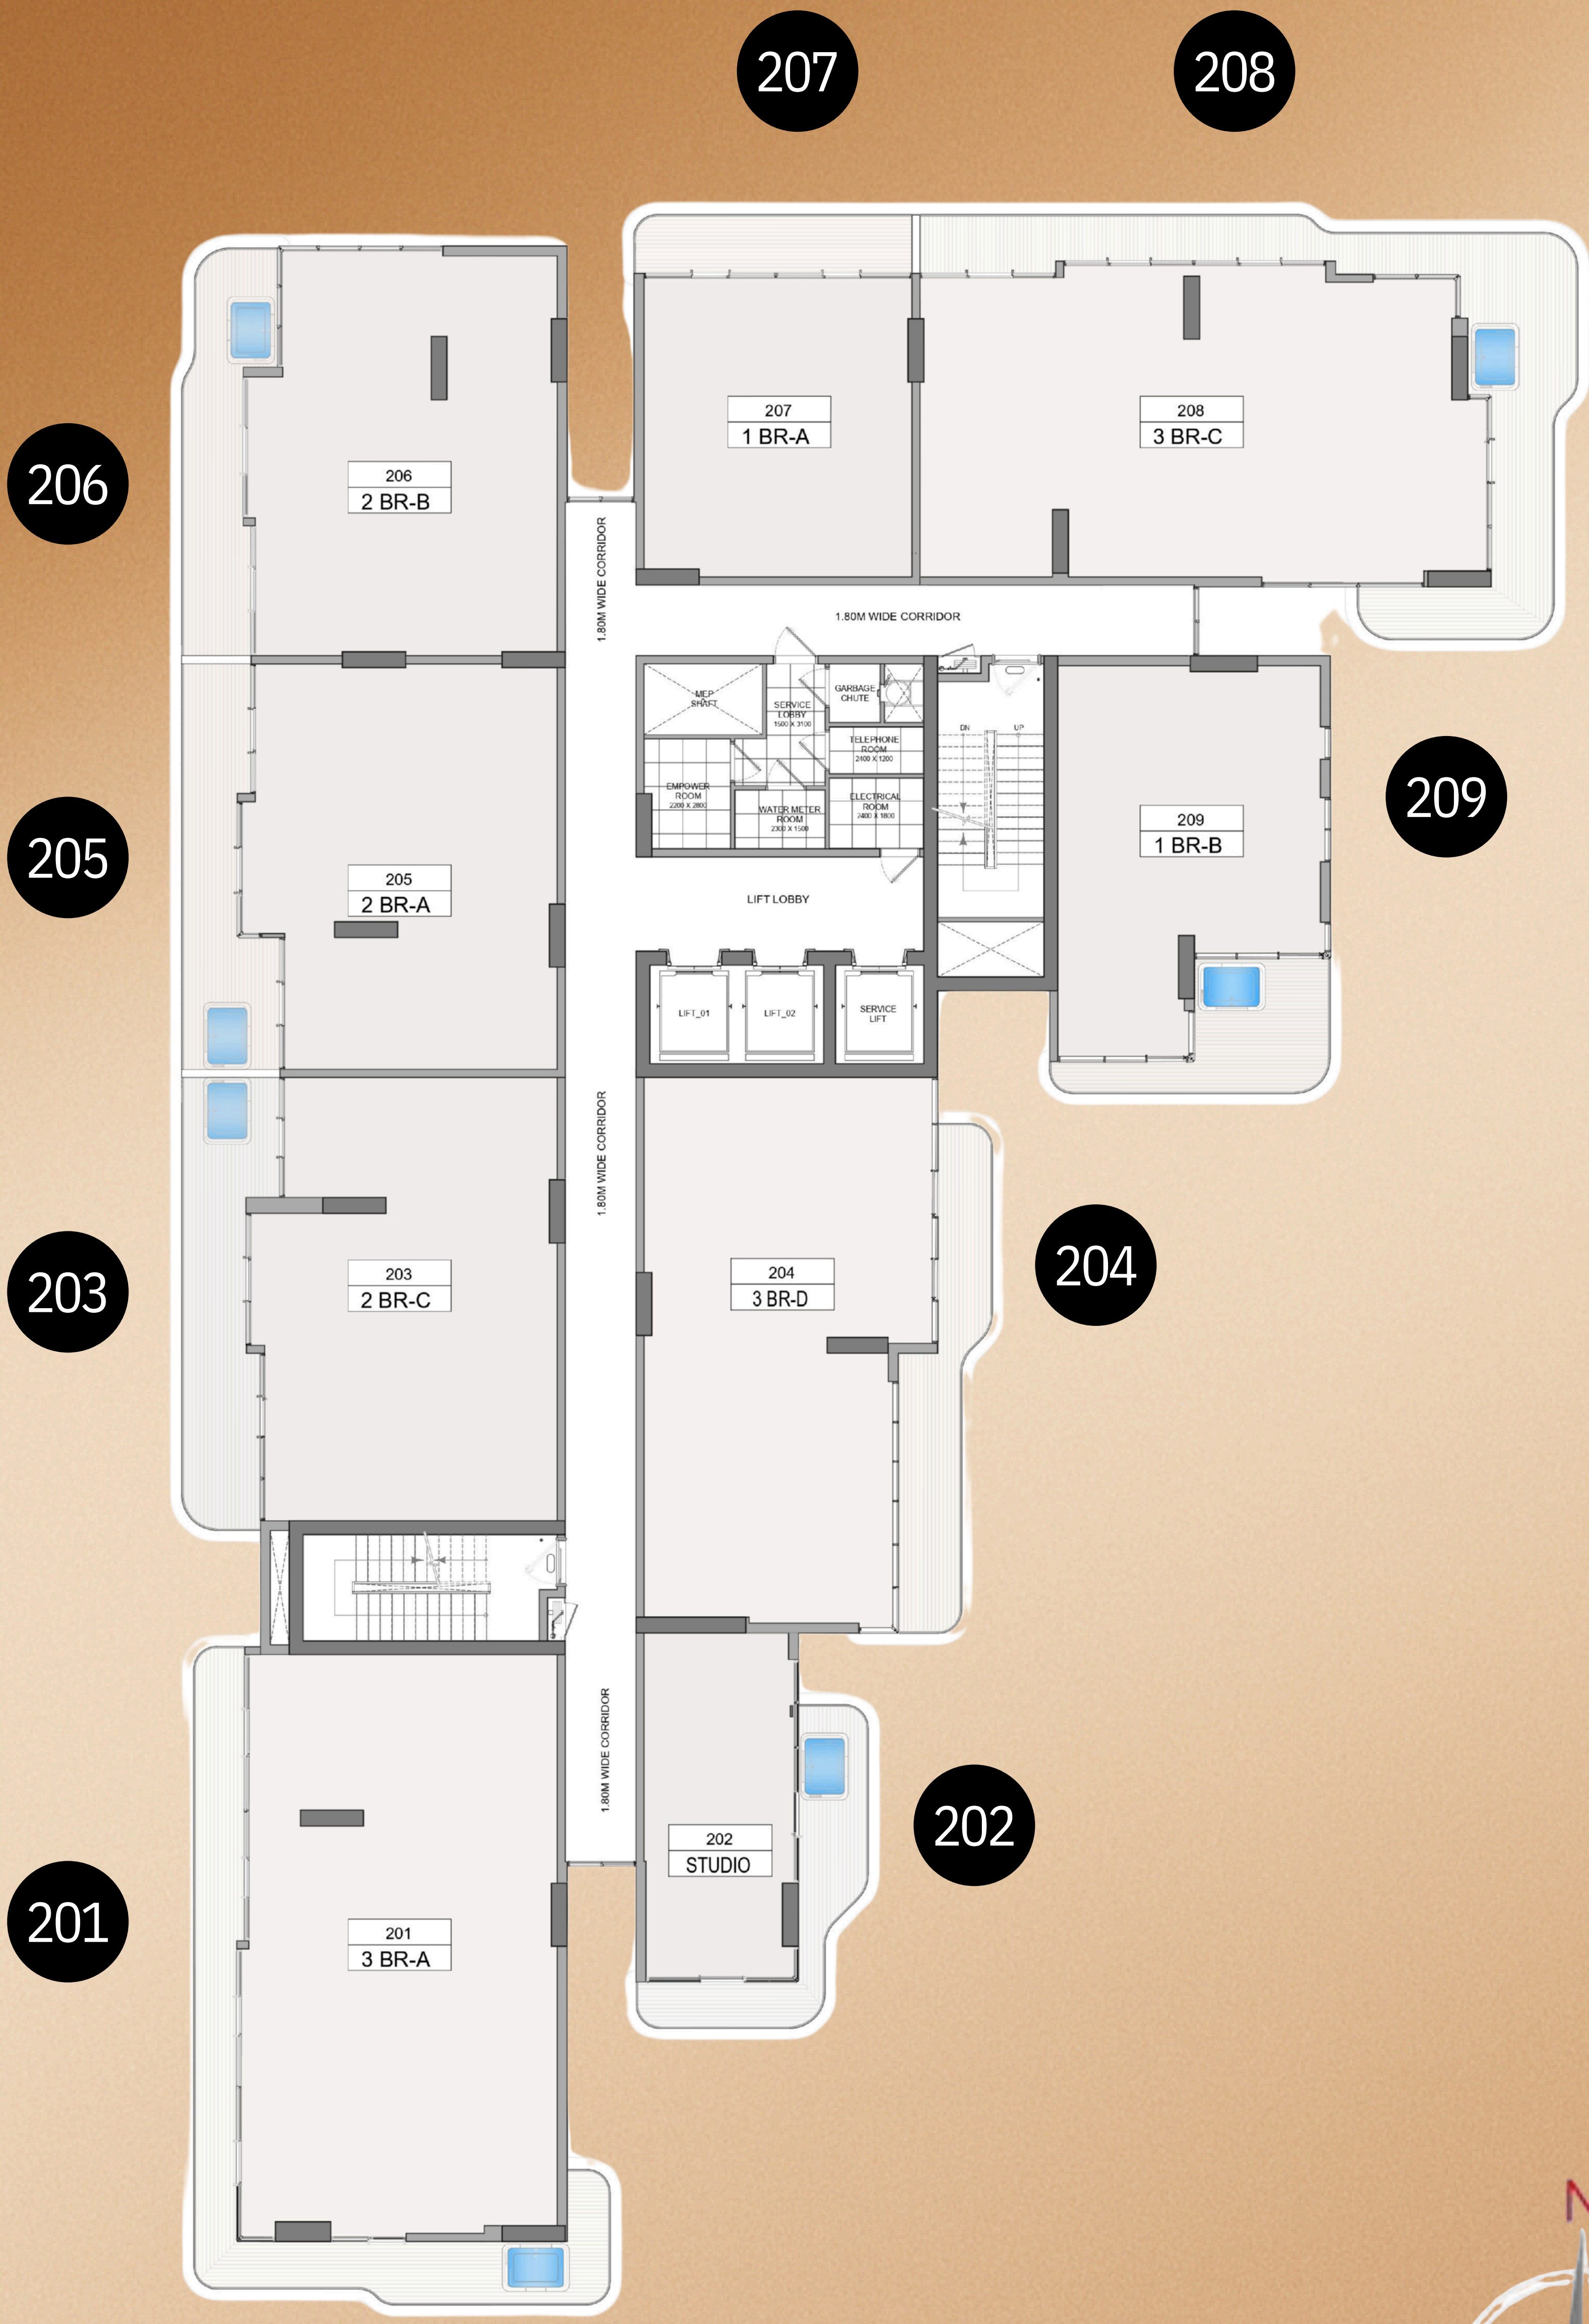 207
208
207
1 BR-A
208
3 BR-C
206
206
2 BR-B
1.80M WIDE CORRIDOR
1.80M WIDE CORRIDOR
MEP
SHAFT
SERVICE
LOBBY
1500 X 3100
GARBAGE
CHUTE
TELEPHONE
ROOM
2400 X 1200
EMPOWER
ROOM
2200 X 2800
WATER METER
ROOM
2300 X 1500
ELECTRICAL
ROOM
2400 X 1800
DN
UP
209
1 BR-B
209
205
205
2 BR-A
LIFT LOBBY
LIFT_01
LIFT_02
SERVICE
LIFT
1.80M WIDE CORRIDOR
203
203
2 BR-C
204
3 BR-D
204
1.80M WIDE CORRIDOR
202
STUDIO
202
201
201
3 BR-A
N